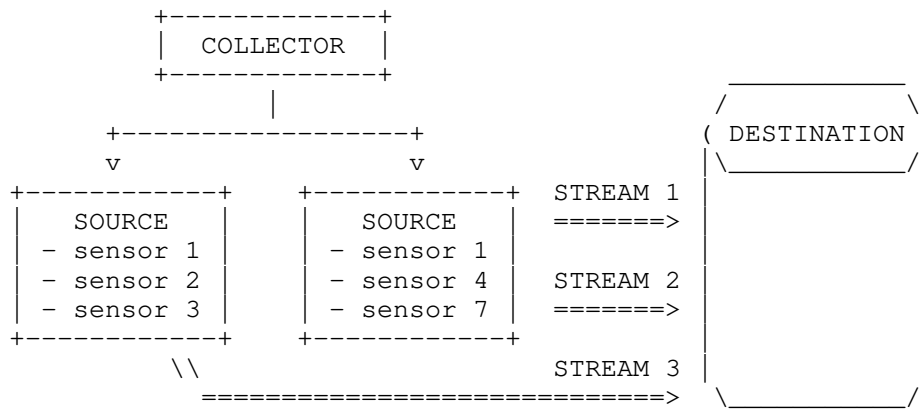 COLLECTOR
( DESTINATION
v v
STREAM 1
SOURCE SOURCE =======>
- sensor 1 - sensor 1
- sensor 2 - sensor 4 STREAM 2
- sensor 3 - sensor 7 =======>
\\ STREAM 3
=============================>